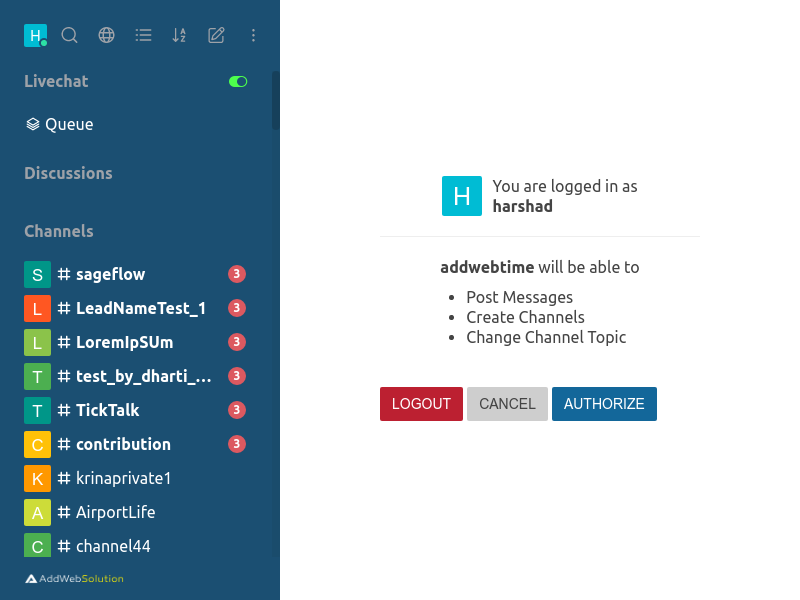 H
Livechat
Queue
Discussions
Channels
S # sageflow 3
L # LeadNameTest_1 3
L # LoremIpSUm 3
T # test_by_dharti_... 3
T # TickTalk 3
C # contribution 3
K # krinaprivate1
A # AirportLife
C # channel44
AddWebSolution
H You are logged in as
harshad
addwebtime will be able to
• Post Messages
• Create Channels
• Change Channel Topic
LOGOUT CANCEL AUTHORIZE